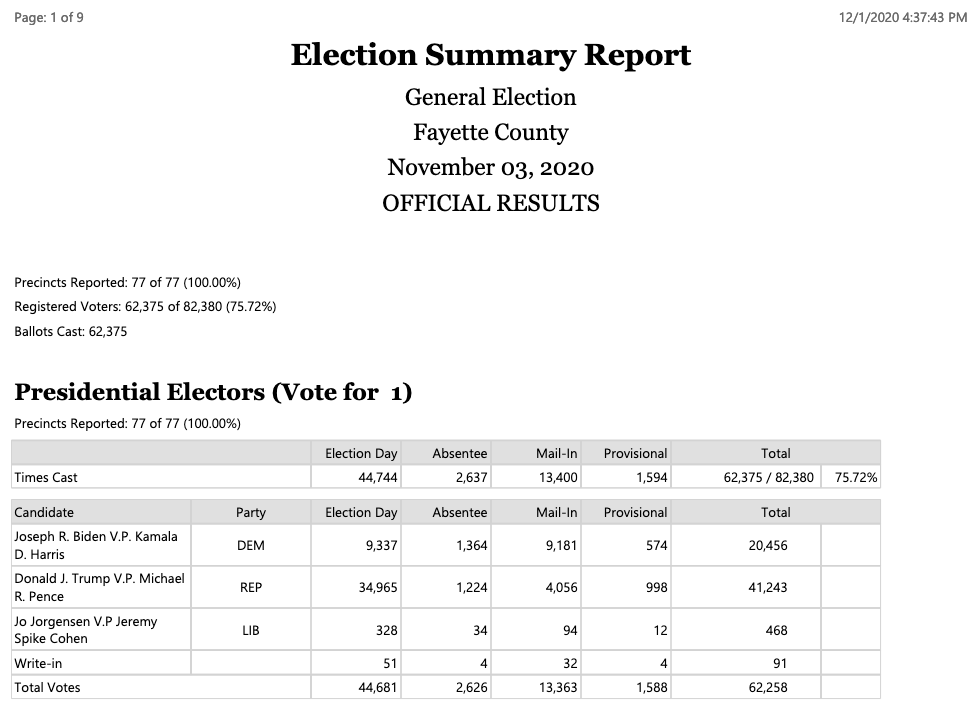 Page: 1 of 9 12/1/2020 4:37:43 PM
Election Summary Report
General Election
Fayette County
November 03, 2020
OFFICIAL RESULTS
Precincts Reported: 77 of 77 (100.00%)
Registered Voters: 62,375 of 82,380 (75.72%)
Ballots Cast: 62,375
Presidential Electors (Vote for 1)
Precincts Reported: 77 of 77 (100.00%)
Election Day Absentee Mail-In Provisional Total
Times Cast 44,744 2,637 13,400 1,594 62,375 / 82,380 75.72%
Candidate Party Election Day Absentee Mail-In Provisional Total
Joseph R. Biden V.P. Kamala
D. Harris DEM 9,337 1,364 9,181 574 20,456
Donald J. Trump V.P. Michael
R. Pence REP 34,965 1,224 4,056 998 41,243
Jo Jorgensen V.P Jeremy
Spike Cohen LIB 328 34 94 12 468
Write-in 51 4 32 4 91
Total Votes 44,681 2,626 13,363 1,588 62,258